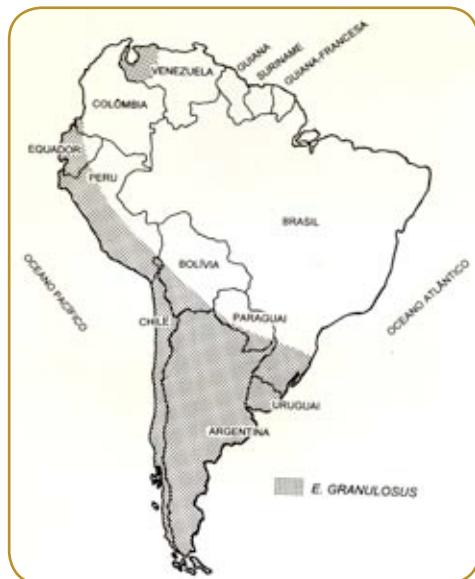 GUIANA
SURINAME
GUIANA-FRANCESA
VENEZUELA
COLÔMBIA
EQUADOR
PERU
BRASIL
BOLÍVIA
OCEANO PACÍFICO
OCEANO ATLÂNTICO
CHILE
PARAGUAI
URUGUAI
ARGENTINA
E. GRANULOSUS